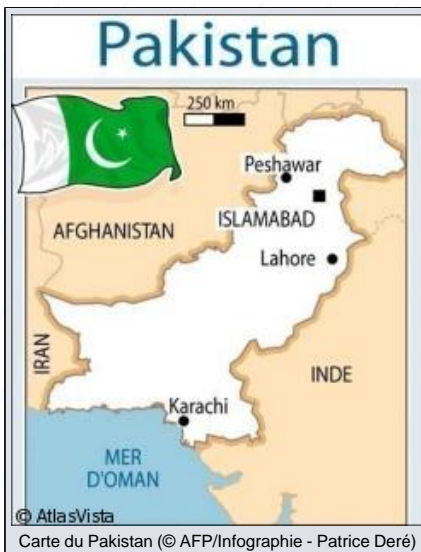 Pakistan
250 km
Peshawar
ISLAMABAD
AFGHANISTAN
Lahore
IRAN
INDE
Karachi
MER
D'OMAN
© AtlasVista
Carte du Pakistan (© AFP/Infographie - Patrice Deré)